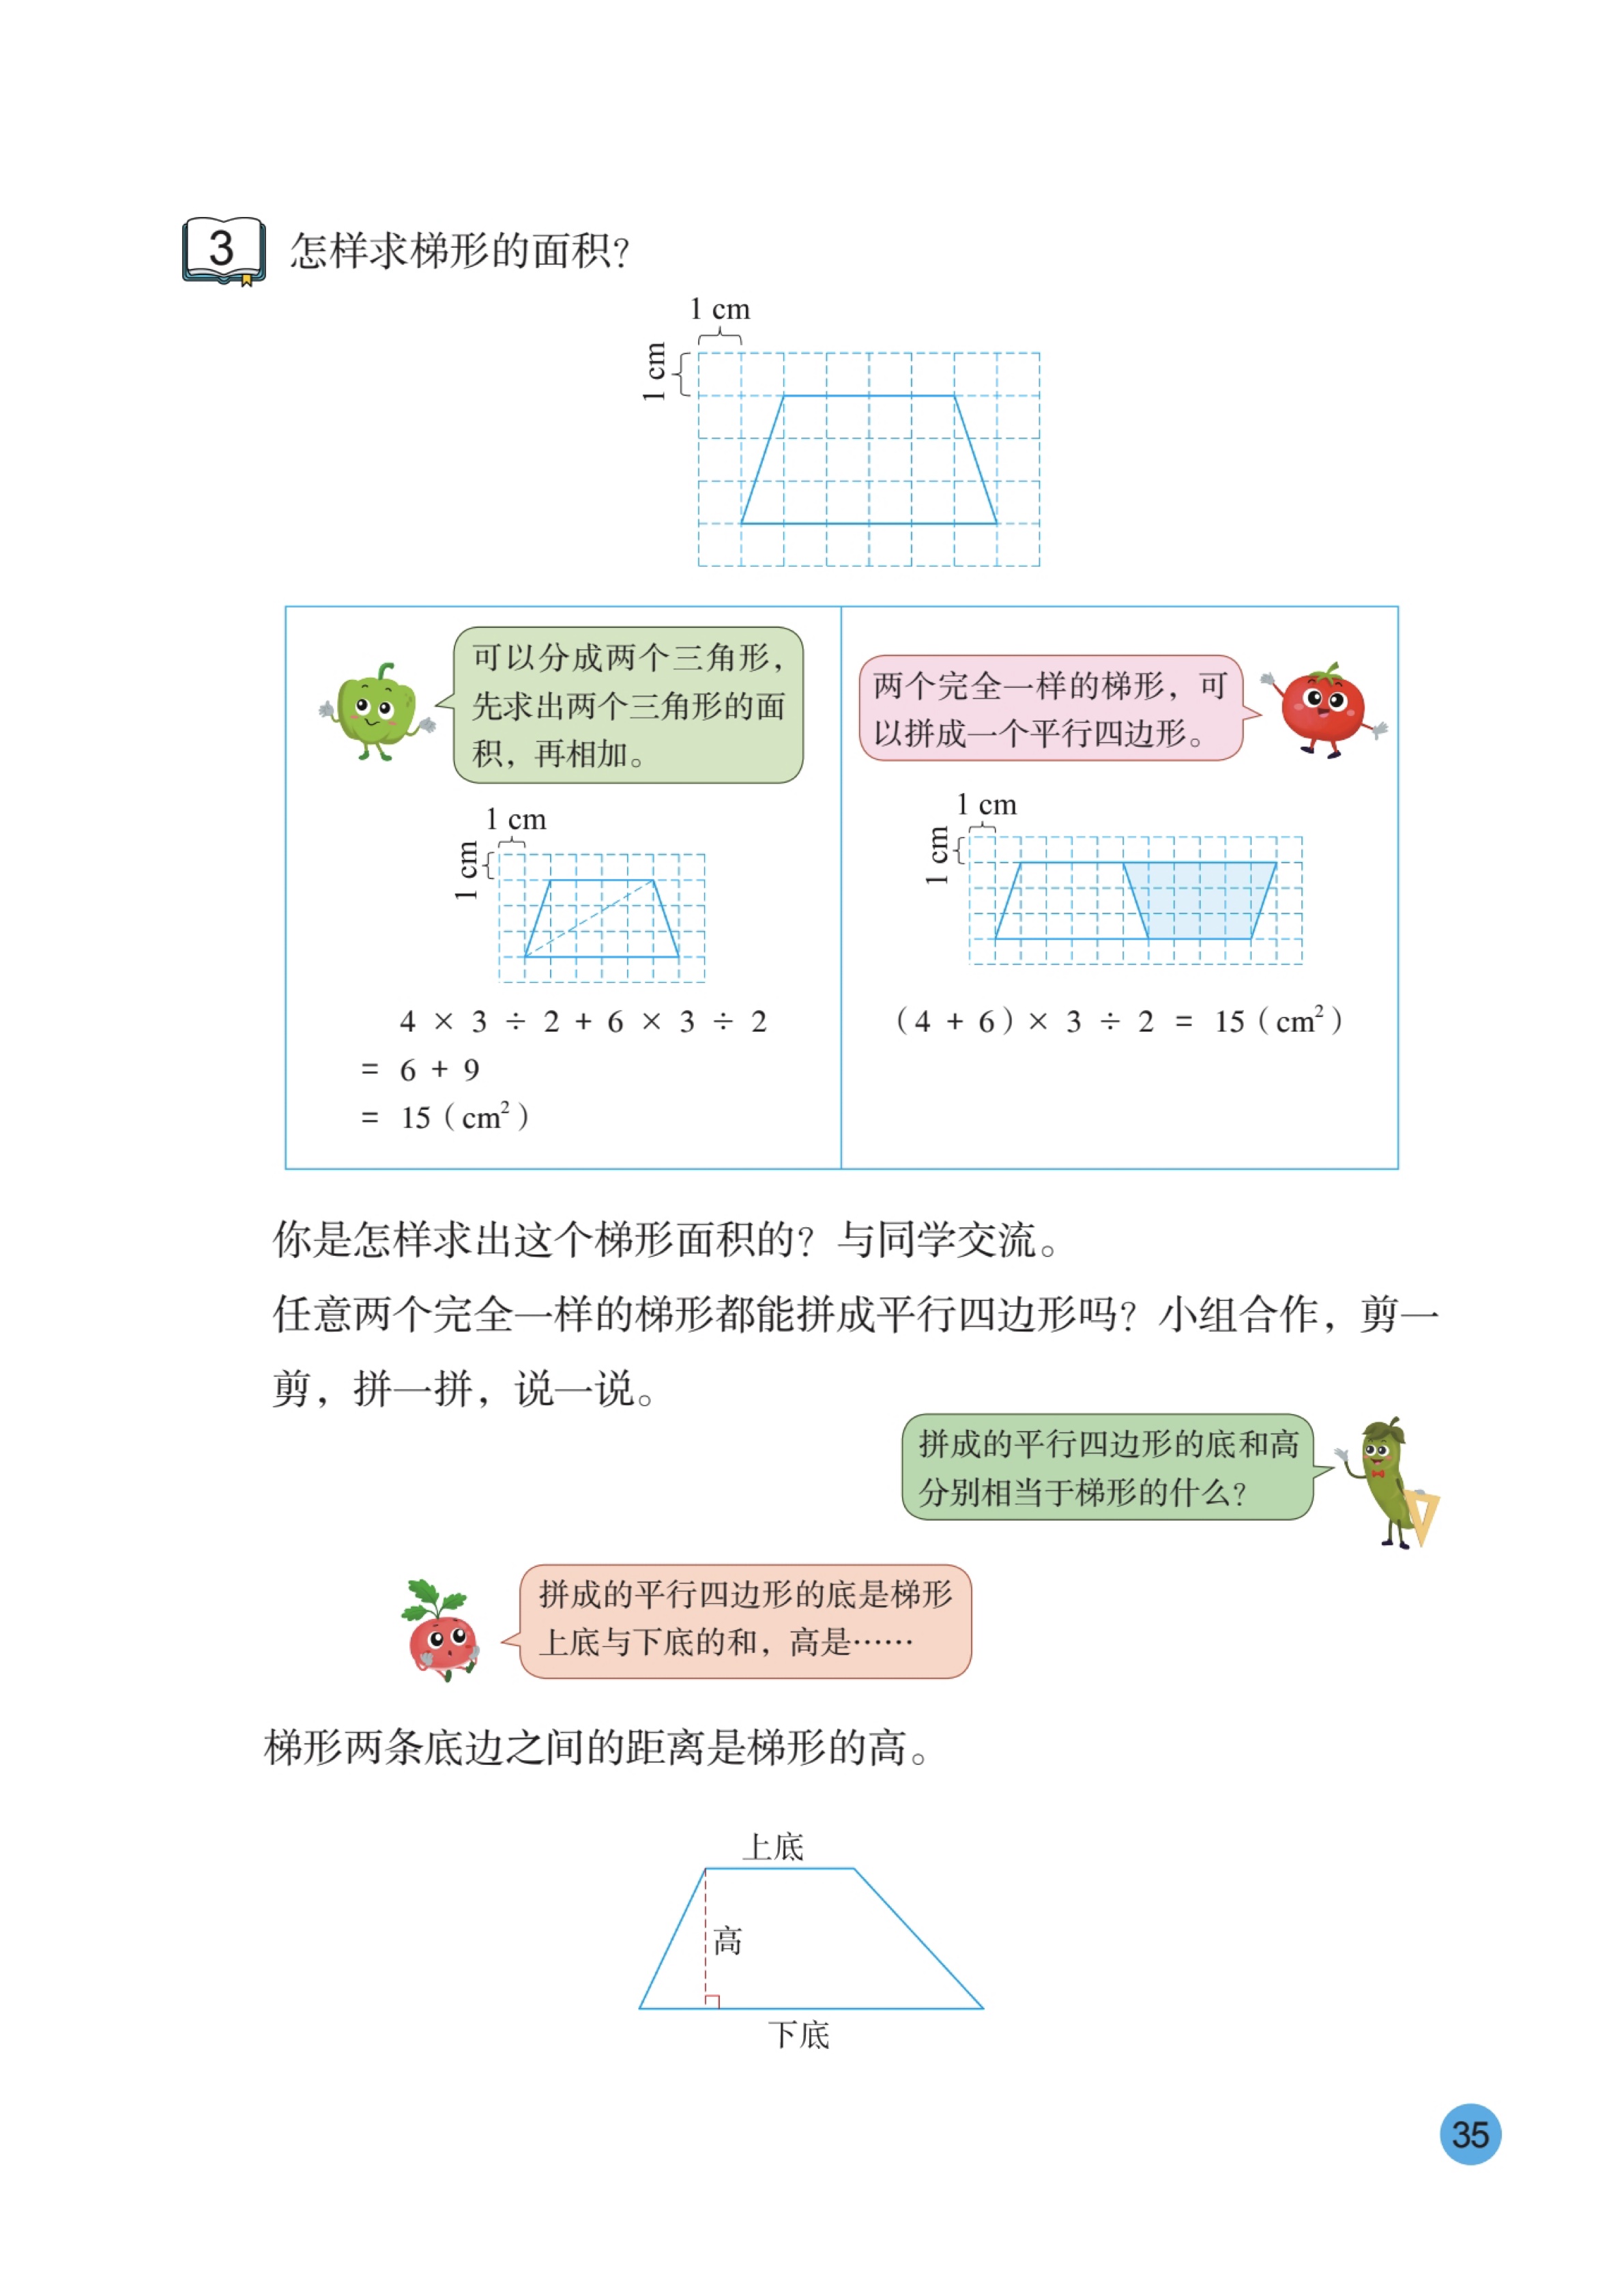 3 怎样求梯形的面积？
1 cm
1 cm
可以分成两个三角形，
先求出两个三角形的面
积，再相加。
1 cm
1 cm
4 × 3 ÷ 2 + 6 × 3 ÷ 2
= 6 + 9
= 15（cm²）
两个完全一样的梯形，可
以拼成一个平行四边形。
1 cm
1 cm
（4 + 6）× 3 ÷ 2 = 15（cm²）
你是怎样求出这个梯形面积的？与同学交流。
任意两个完全一样的梯形都能拼成平行四边形吗？小组合作，剪一
剪，拼一拼，说一说。
拼成的平行四边形的底和高
分别相当于梯形的什么？
拼成的平行四边形的底是梯形
上底与下底的和，高是……
梯形两条底边之间的距离是梯形的高。
上底
高
下底
35